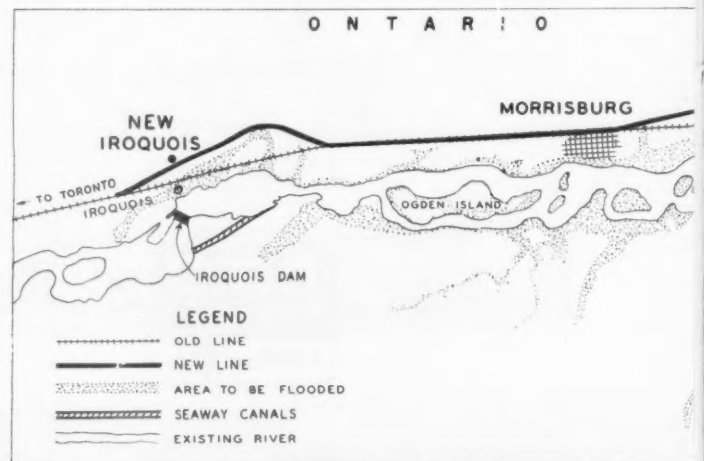 ONTARIO
MORRISBURG
NEW
IROQUOIS
← TO TORONTO
IROQUOIS
OGDEN ISLAND
IROQUOIS DAM
LEGEND
OLD LINE
NEW LINE
AREA TO BE FLOODED
SEAWAY CANALS
EXISTING RIVER